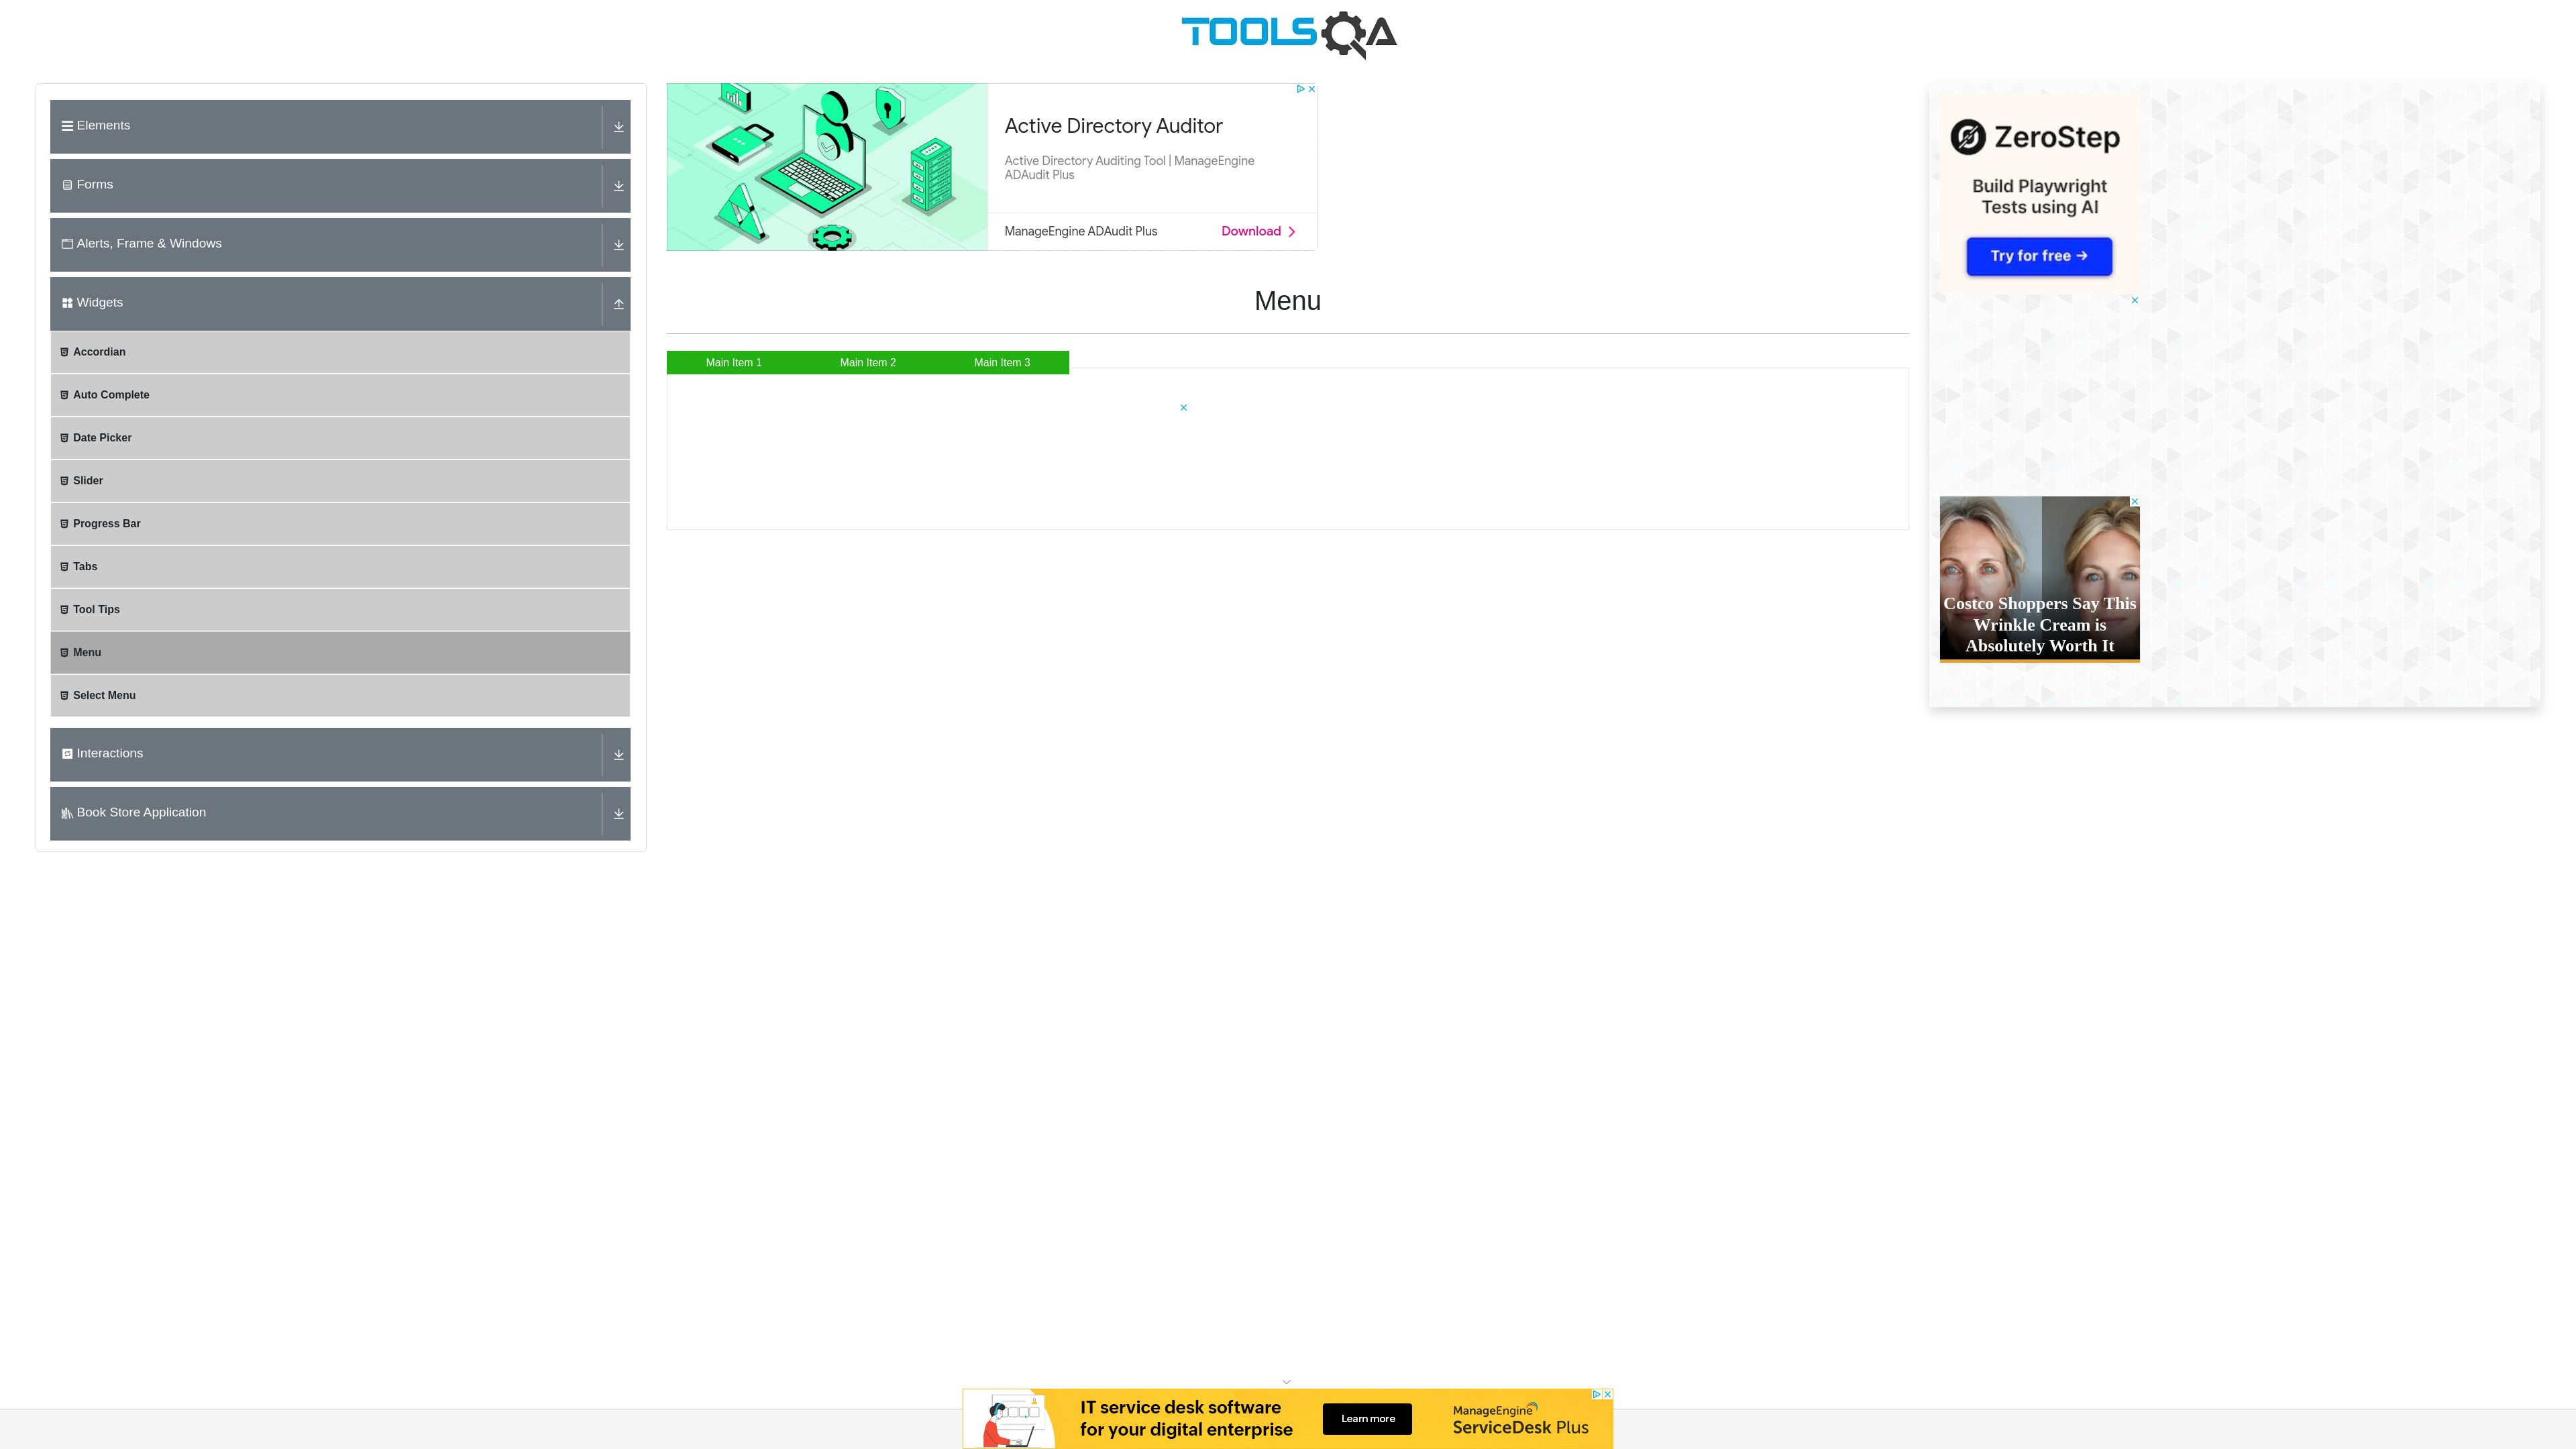 TOOLSQA
Elements
Forms
Alerts, Frame & Windows
Widgets
Accordian
Auto Complete
Date Picker
Slider
Progress Bar
Tabs
Tool Tips
Menu
Select Menu
Interactions
Book Store Application
Active Directory Auditor
Active Directory Auditing Tool | ManageEngine
ADAudit Plus
ManageEngine ADAudit Plus
Download
Menu
Main Item 1
Main Item 2
Main Item 3
ZeroStep
Build Playwright
Tests using AI
Try for free →
Costco Shoppers Say This
Wrinkle Cream is
Absolutely Worth It
IT service desk software
for your digital enterprise
Learn more
ManageEngine
ServiceDesk Plus